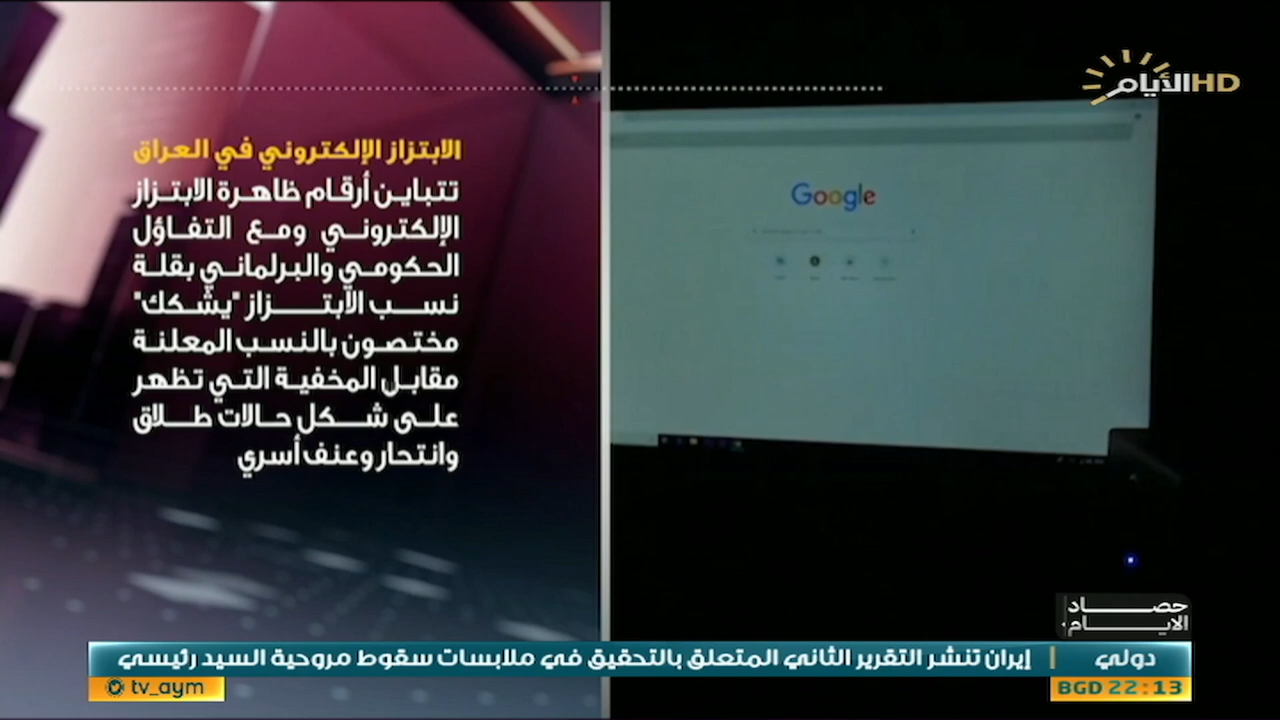 الأيام HD
الابتزاز الإلكتروني في العراق
تتباين أرقام ظاهرة الابتزاز
الإلكتروني ومع التفاؤل
الحكومي والبرلماني بقلة
نسب الابتزاز "يشكك"
مختصون بالنسب المعلنة
مقابل المخفية التي تظهر
على شكل حالات طلاق
وانتحار وعنف أسري
Google
حصاد
الايام
دولي | إيران تنشر التقرير الثاني المتعلق بالتحقيق في ملابسات سقوط مروحية السيد رئيسي
tv_aym
BGD 22:13